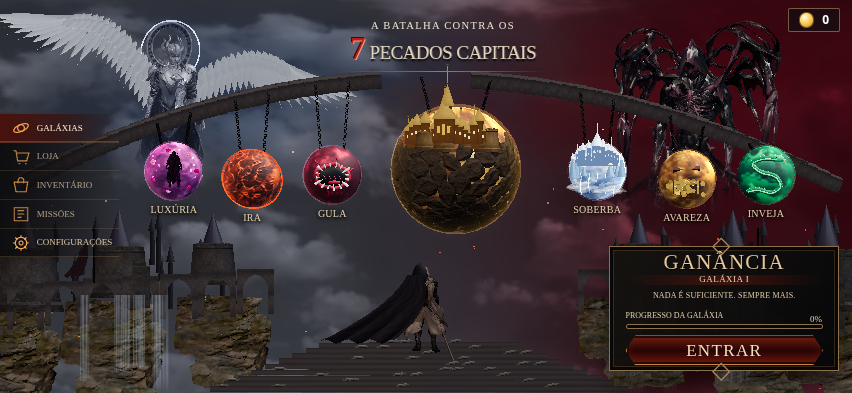 A BATALHA CONTRA OS
7 PECADOS CAPITAIS
0
GALÁXIAS
LOJA
INVENTÁRIO
MISSÕES
CONFIGURAÇÕES
LUXÚRIA
IRA
GULA
SOBERBA
AVAREZA
INVEJA
GANÂNCIA
GALÁXIA I
NADA É SUFICIENTE. SEMPRE MAIS.
PROGRESSO DA GALÁXIA
0%
ENTRAR